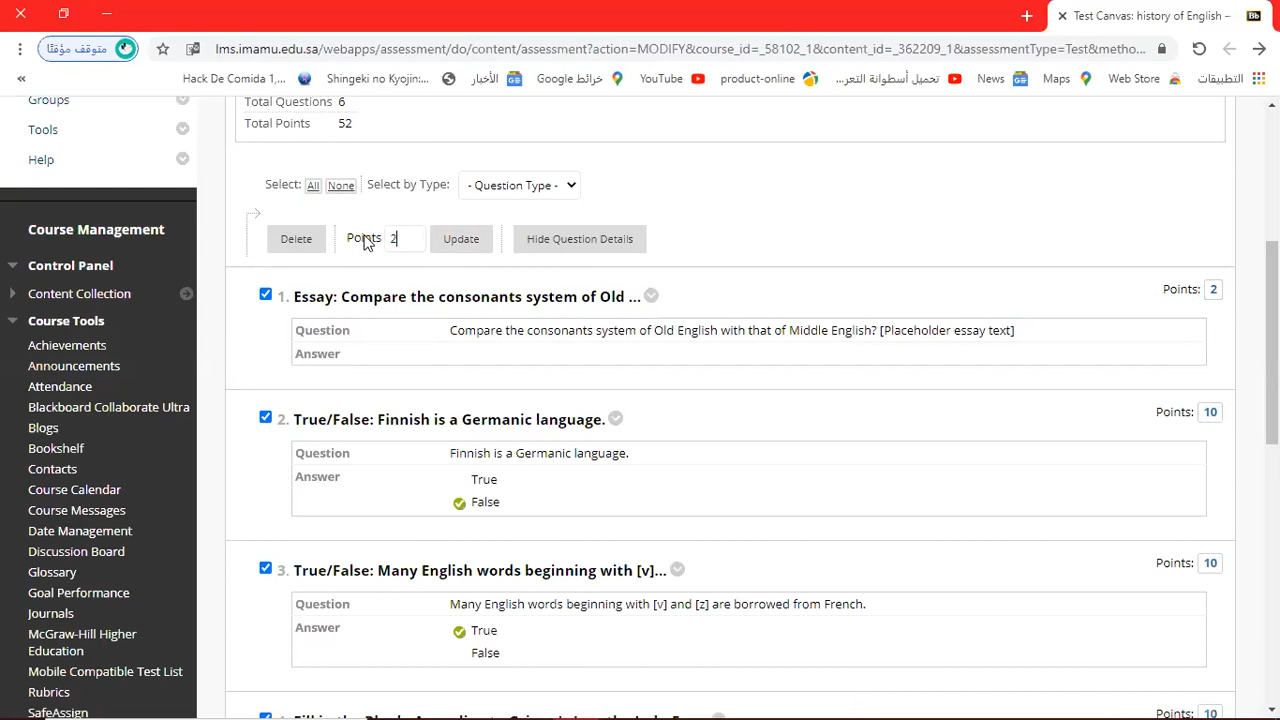 Test Canvas: history of English –
Bb
متوقف مؤقتًا
lms.imamu.edu.sa/webapps/assessment/do/content/assessment?action=MODIFY&course_id=_53102_1&content_id=_362209_1&assessmentType=Test&metho...
«
Hack De Comida 1,...
Shingeki no Kyojin:...
الأخبار
خرائط Google
YouTube
product-online
تحميل أسطوانة التعر...
News
Maps
Web Store
التطبيقات
Groups
Tools
Help
Course Management
Control Panel
Content Collection
Course Tools
Achievements
Announcements
Attendance
Blackboard Collaborate Ultra
Blogs
Bookshelf
Contacts
Course Calendar
Course Messages
Date Management
Discussion Board
Glossary
Goal Performance
Journals
McGraw-Hill Higher
Education
Mobile Compatible Test List
Rubrics
SafeAssign
Total Questions 6
Total Points 52
Select: All None Select by Type: - Question Type -
Delete Points 2 Update Hide Question Details
1. Essay: Compare the consonants system of Old ... Points: 2
Question Compare the consonants system of Old English with that of Middle English? [Placeholder essay text]
Answer
2. True/False: Finnish is a Germanic language. Points: 10
Question Finnish is a Germanic language.
Answer True
False
3. True/False: Many English words beginning with [v]... Points: 10
Question Many English words beginning with [v] and [z] are borrowed from French.
Answer True
False
Points: 10